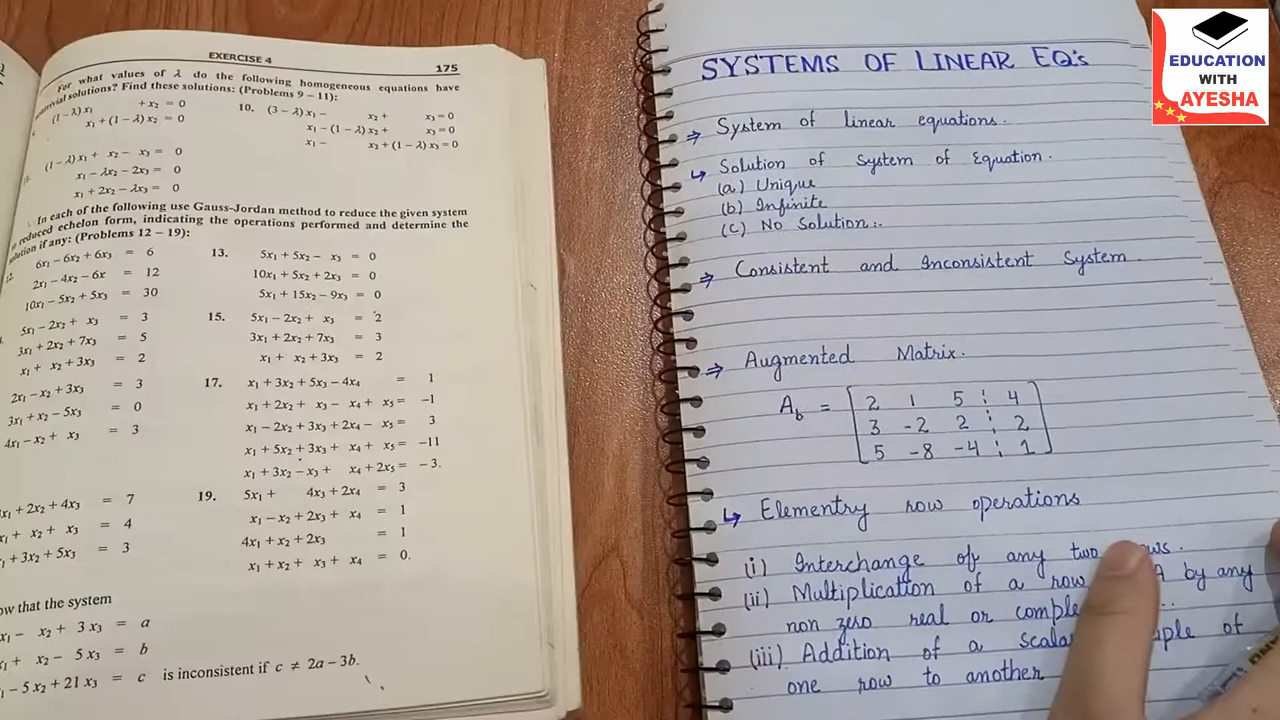 EXERCISE 4
175
For what values of λ do the following homogeneous equations have
nontrivial solutions? Find these solutions: (Problems 9 – 11):
(1 – λ) x₁ + x₂ = 0
x₁ + (1 – λ) x₂ = 0
10. (3 – λ) x₁ – x₂ + x₃ = 0
x₁ – (1 – λ) x₂ + x₃ = 0
x₁ – x₂ + (1 – λ) x₃ = 0
(1 – λ) x₁ + x₂ – x₃ = 0
x₁ – λx₂ – 2x₃ = 0
x₁ + 2x₂ – λx₃ = 0
In each of the following use Gauss-Jordan method to reduce the given system
reduced echelon form, indicating the operations performed and determine the
solution if any: (Problems 12 – 19):
6x₁ – 6x₂ + 6x₃ = 6
2x₁ – 4x₂ – 6x = 12
10x₁ – 5x₂ + 5x₃ = 30
13. 5x₁ + 5x₂ – x₃ = 0
10x₁ + 5x₂ + 2x₃ = 0
5x₁ + 15x₂ – 9x₃ = 0
5x₁ – 2x₂ + x₃ = 3
3x₁ + 2x₂ + 7x₃ = 5
x₁ + x₂ + 3x₃ = 2
15. 5x₁ – 2x₂ + x₃ = 2
3x₁ + 2x₂ + 7x₃ = 3
x₁ + x₂ + 3x₃ = 2
2x₁ – x₂ + 3x₃ = 3
3x₁ + x₂ – 5x₃ = 0
4x₁ – x₂ + x₃ = 3
17. x₁ + 3x₂ + 5x₃ – 4x₄ = 1
x₁ + 2x₂ + x₃ – x₄ + x₅ = –1
x₁ – 2x₂ + 3x₃ + 2x₄ – x₅ = 3
x₁ + 5x₂ + 3x₃ + x₄ + x₅ = –11
x₁ + 3x₂ – x₃ + x₄ + 2x₅ = –3.
x₁ + 2x₂ + 4x₃ = 7
x₁ + x₂ + x₃ = 4
+ 3x₂ + 5x₃ = 3
19. 5x₁ + 4x₃ + 2x₄ = 3
x₁ – x₂ + 2x₃ + x₄ = 1
4x₁ + x₂ + 2x₃ = 1
x₁ + x₂ + x₃ + x₄ = 0.
ow that the system
x₁ – x₂ + 3x₃ = a
x₁ + x₂ – 5x₃ = b
– 5x₂ + 21x₃ = c is inconsistent if c ≠ 2a – 3b.
SYSTEMS OF LINEAR EQ's
⇒ System of linear equations.
↳ Solution of System of Equation.
(a) Unique
(b) Infinite
(c) No Solution:.
⇒ Consistent and Inconsistent System.
⇒ Augmented Matrix.
A_b = [ 2 1 5 ⋮ 4
3 -2 2 ⋮ 2
5 -8 -4 ⋮ 1 ]
↳ Elementry row operations
(i) Interchange of any two ows.
(ii) Multiplication of a row A by any
non zero real or comple
(iii) Addition of a scala iple of
one row to another
EDUCATION
WITH
AYESHA